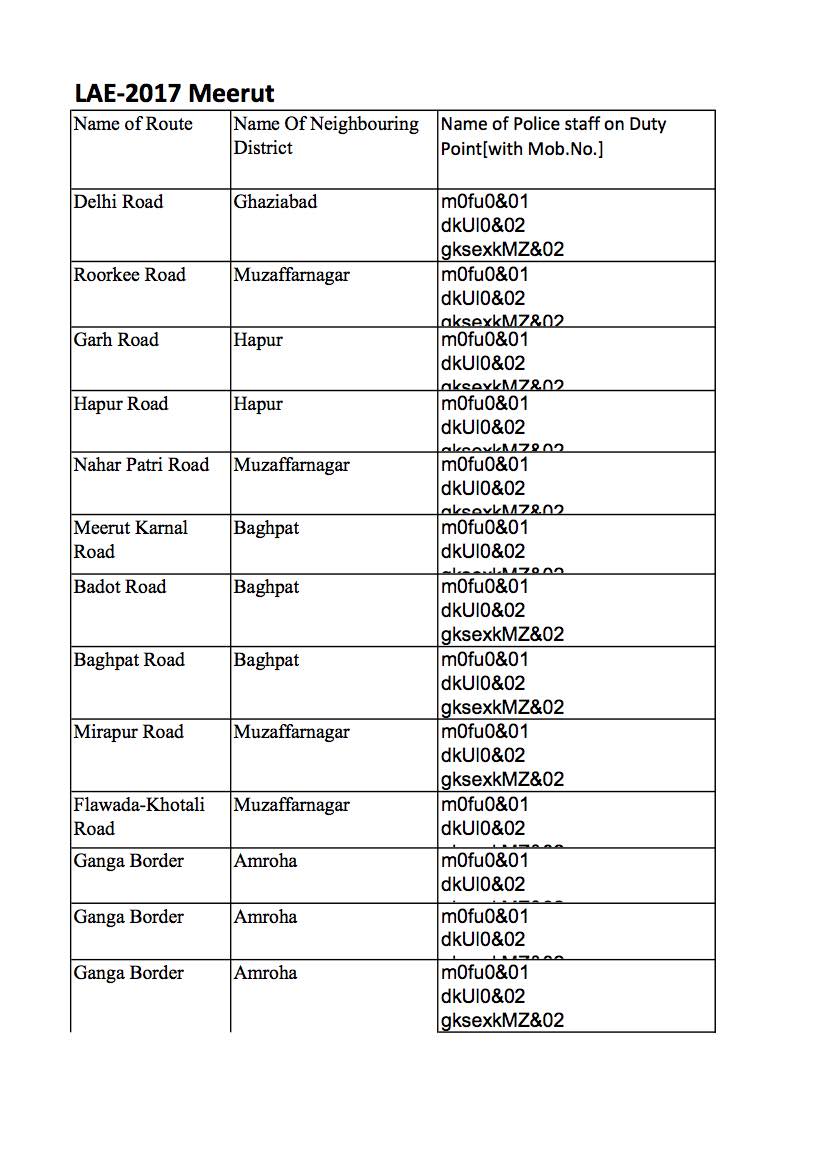 LAE-2017 Meerut
Name of Route
Name Of Neighbouring
District
Name of Police staff on Duty
Point[with Mob.No.]
Delhi Road
Ghaziabad
m0fu0&01
dkUl0&02
gksexkMZ&02
Roorkee Road
Muzaffarnagar
m0fu0&01
dkUl0&02
gksexkMZ&02
Garh Road
Hapur
m0fu0&01
dkUl0&02
gksexkMZ&02
Hapur Road
Hapur
m0fu0&01
dkUl0&02
gksexkMZ&02
Nahar Patri Road
Muzaffarnagar
m0fu0&01
dkUl0&02
gksexkMZ&02
Meerut Karnal
Road
Baghpat
m0fu0&01
dkUl0&02
Badot Road
Baghpat
m0fu0&01
dkUl0&02
gksexkMZ&02
Baghpat Road
Baghpat
m0fu0&01
dkUl0&02
gksexkMZ&02
Mirapur Road
Muzaffarnagar
m0fu0&01
dkUl0&02
gksexkMZ&02
Flawada-Khotali
Road
Muzaffarnagar
m0fu0&01
dkUl0&02
Ganga Border
Amroha
m0fu0&01
dkUl0&02
Ganga Border
Amroha
m0fu0&01
dkUl0&02
Ganga Border
Amroha
m0fu0&01
dkUl0&02
gksexkMZ&02